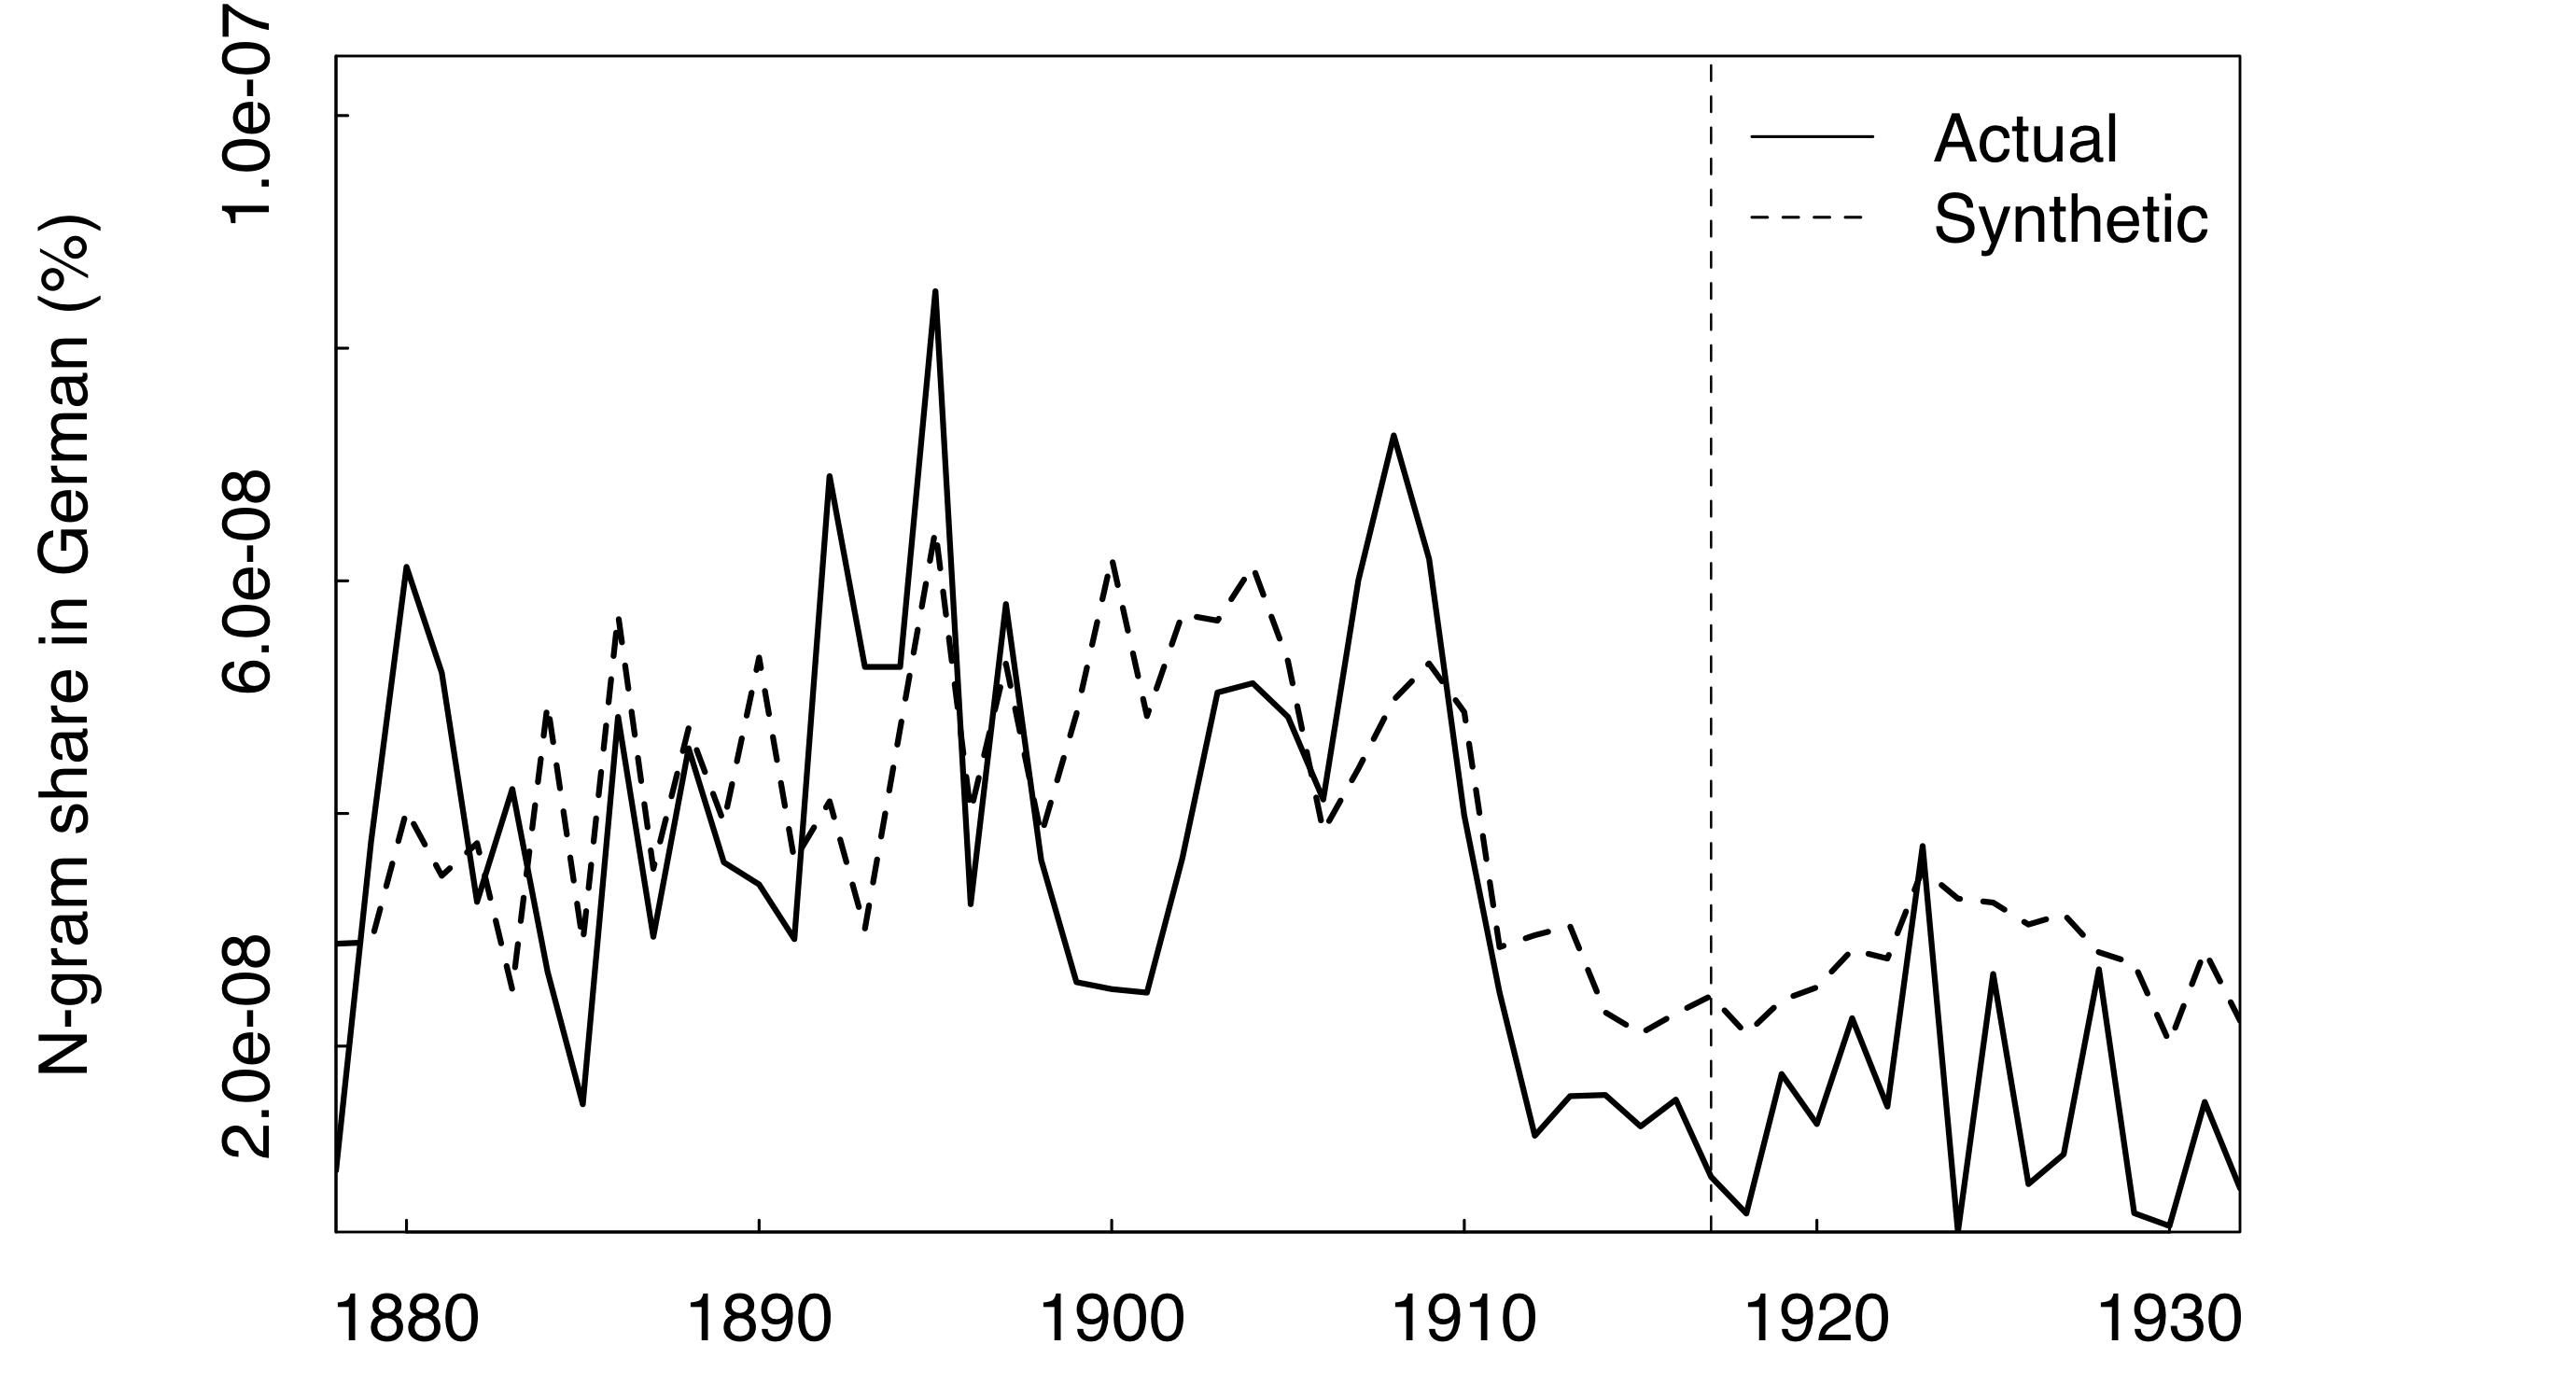 N-gram share in German (%)
1.0e-07
6.0e-08
2.0e-08
Actual
Synthetic
1880 1890 1900 1910 1920 1930